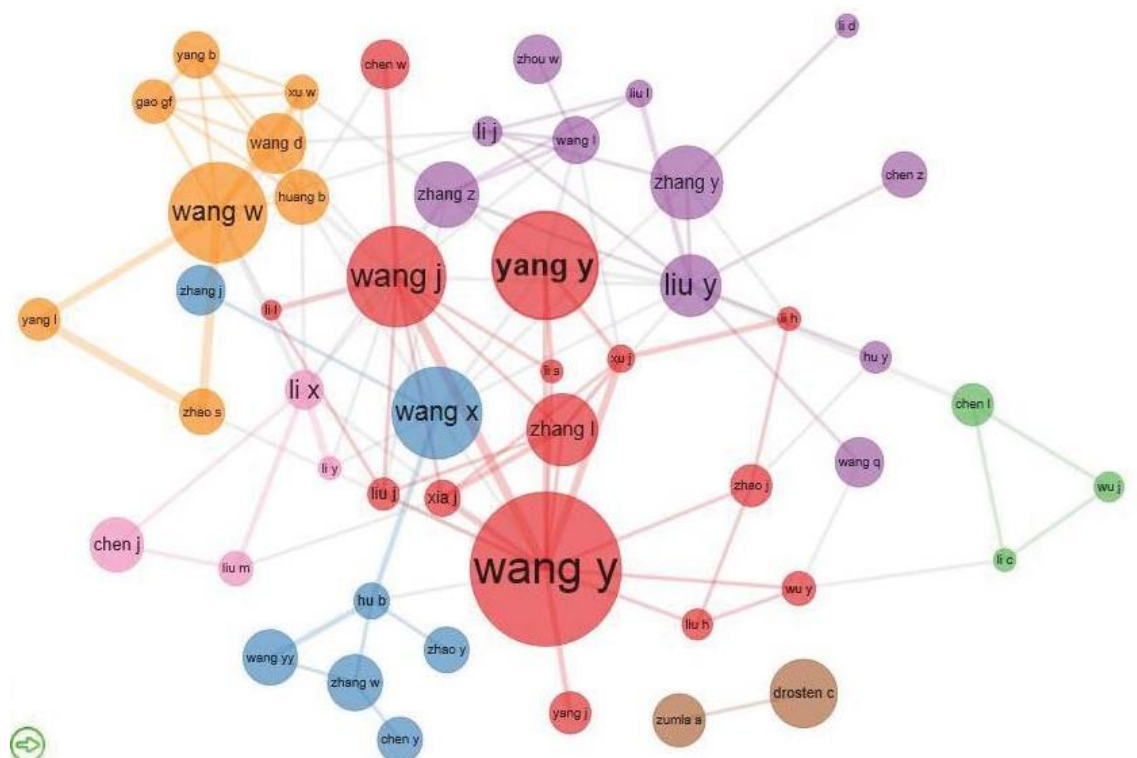 li d
yang b
zhou w
chen w
xu w
liu l
gao gf
li j
wang d
wang l
zhang y
chen z
zhang z
huang b
wang w
yang y
wang j
liu y
zhang j
li l
yang l
li h
hu y
xu j
li s
li x
chen l
zhao s
wang x
zhang l
wang q
li y
zhao j
wu j
liu j
xia j
chen j
li c
liu m
wang y
wu y
hu b
liu h
zhao y
wang yy
zhang w
drosten c
yang j
zumla a
chen y